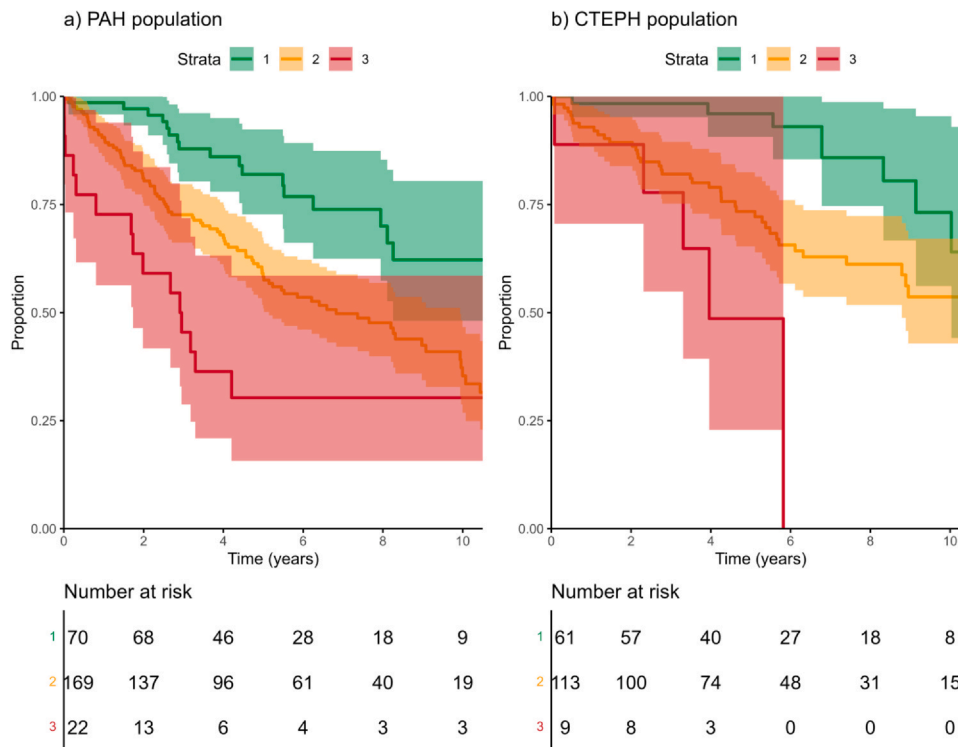 a) PAH population
Strata 1 2 3
1.00
0.75
0.50
0.25
0.00
Proportion
0 2 4 6 8 10
Time (years)
Number at risk
1 70 68 46 28 18 9
2 169 137 96 61 40 19
3 22 13 6 4 3 3
b) CTEPH population
Strata 1 2 3
1.00
0.75
0.50
0.25
0.00
Proportion
0 2 4 6 8 10
Time (years)
Number at risk
1 61 57 40 27 18 8
2 113 100 74 48 31 15
3 9 8 3 0 0 0